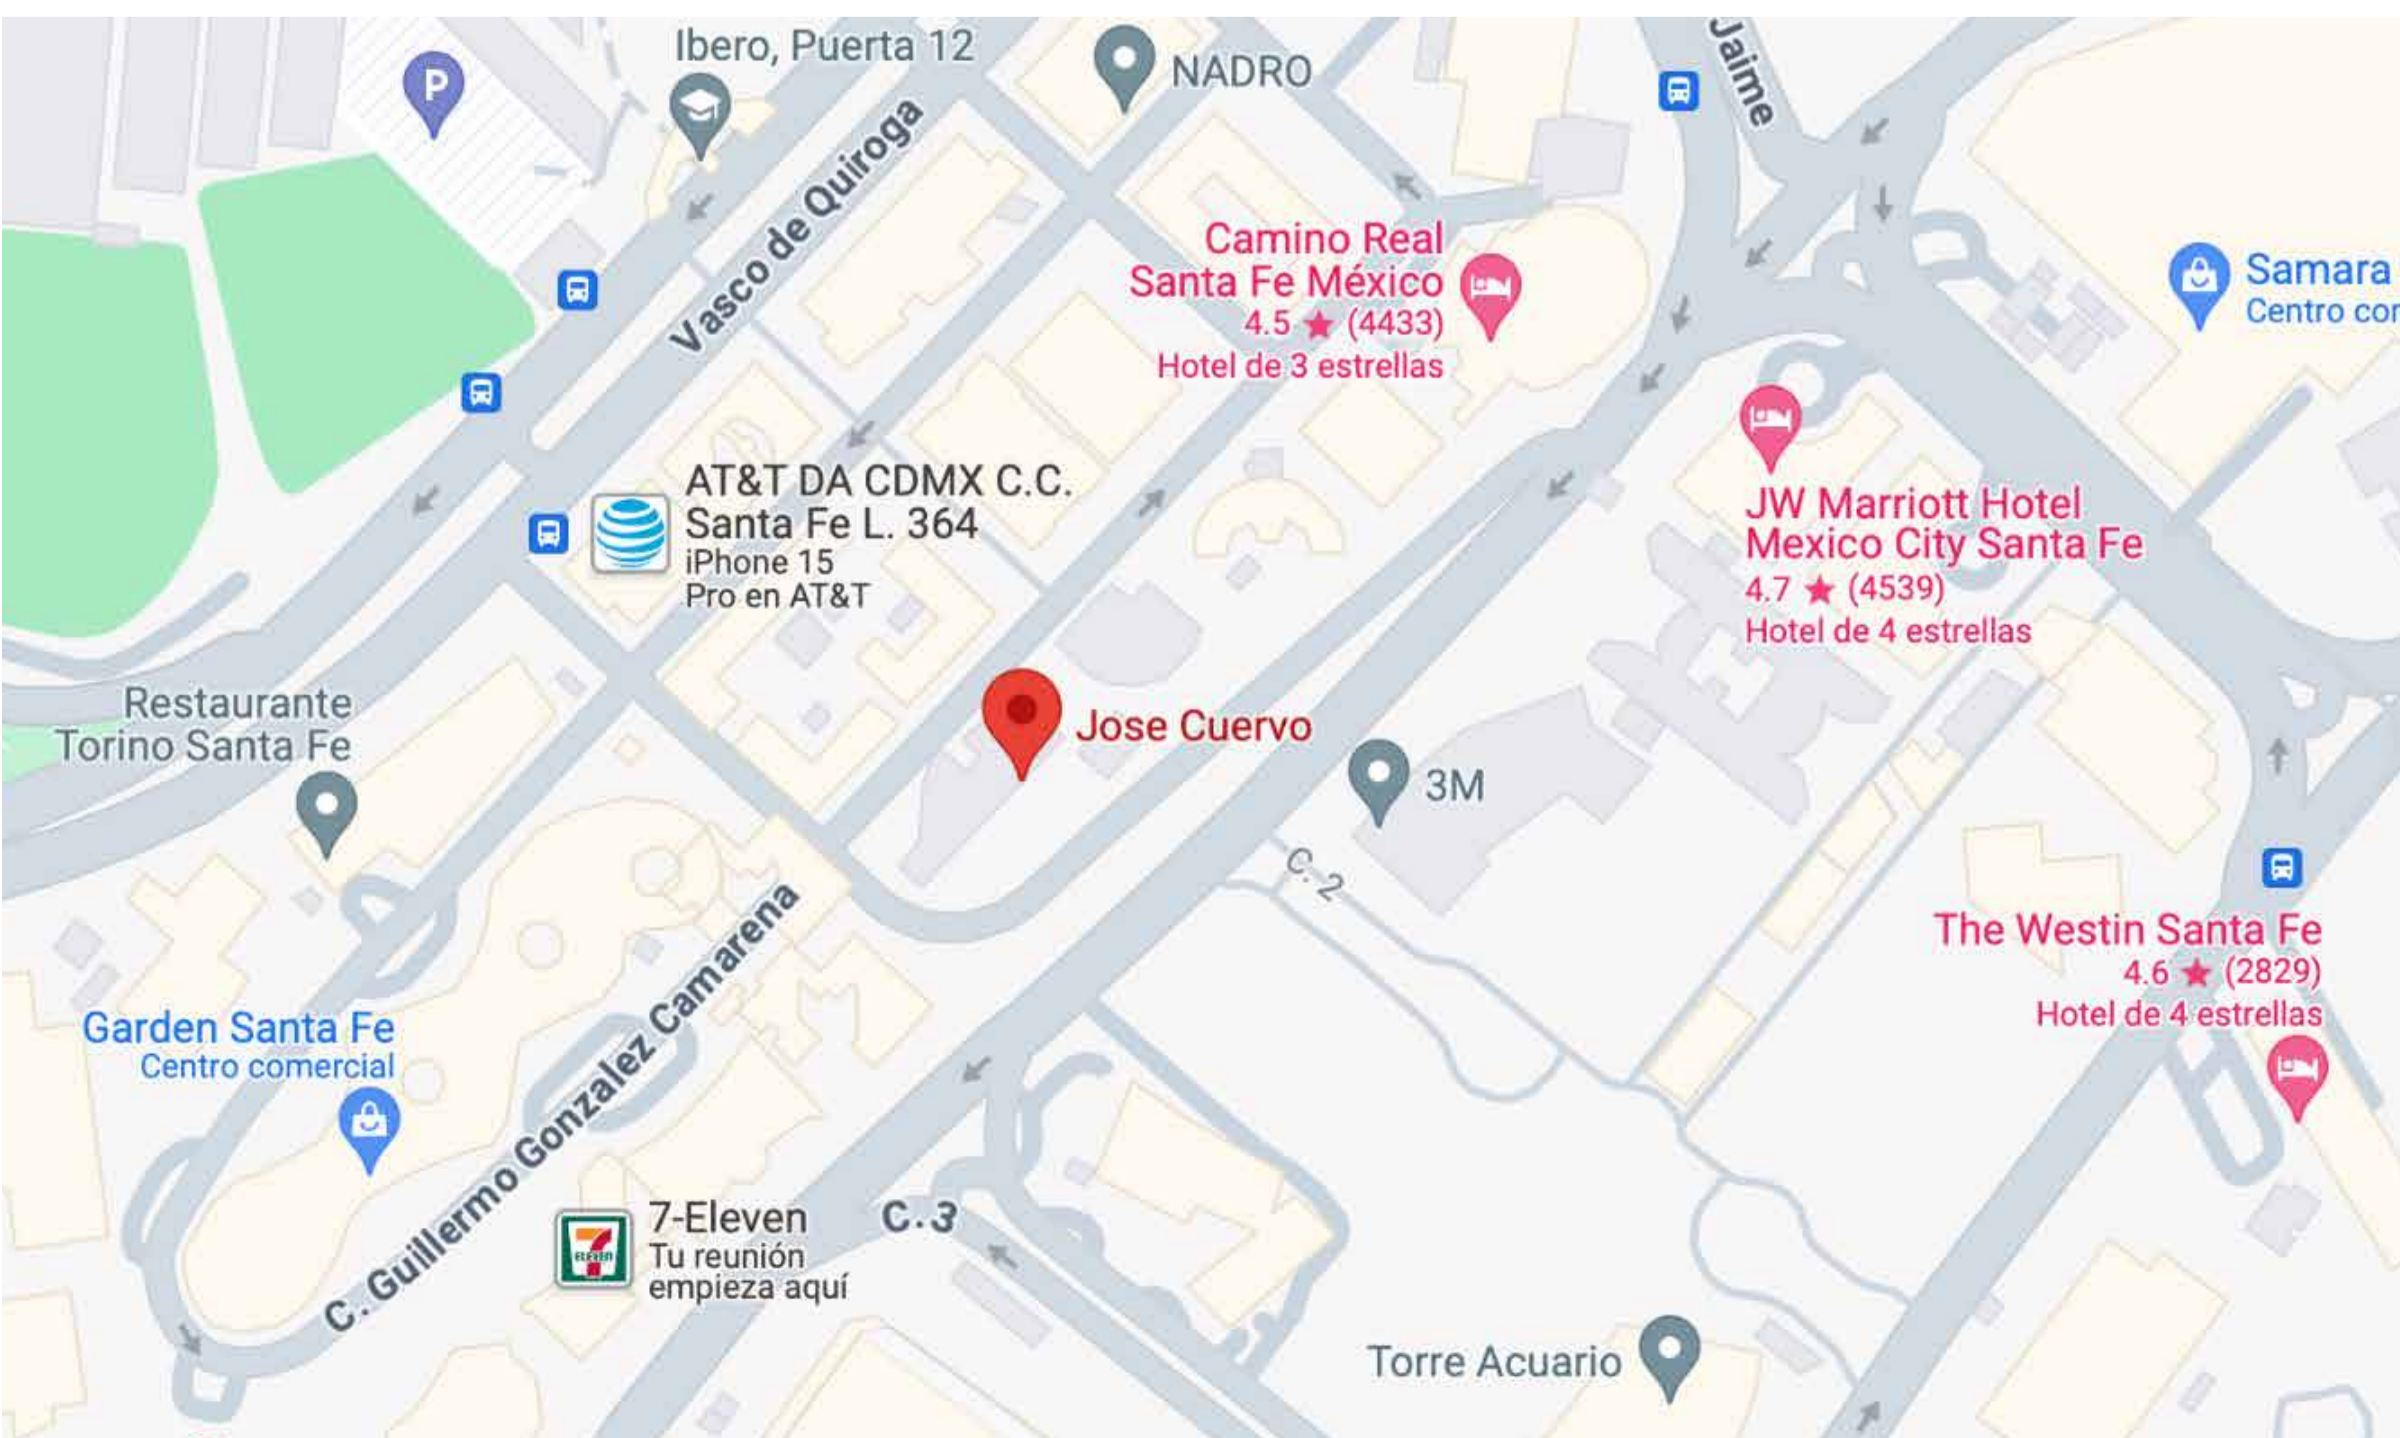 Ibero, Puerta 12
NADRO
Jaime
P
Vasco de Quiroga
Camino Real
Santa Fe México
4.5 ★ (4433)
Hotel de 3 estrellas
Samara
Centro cor
AT&T DA CDMX C.C.
Santa Fe L. 364
iPhone 15
Pro en AT&T
JW Marriott Hotel
Mexico City Santa Fe
4.7 ★ (4539)
Hotel de 4 estrellas
Restaurante
Torino Santa Fe
Jose Cuervo
3M
C. 2
The Westin Santa Fe
4.6 ★ (2829)
Hotel de 4 estrellas
Garden Santa Fe
Centro comercial
C. Guillermo Gonzalez Camarena
7-Eleven
Tu reunión
empieza aquí
7
ELEVEN
C. 3
Torre Acuario